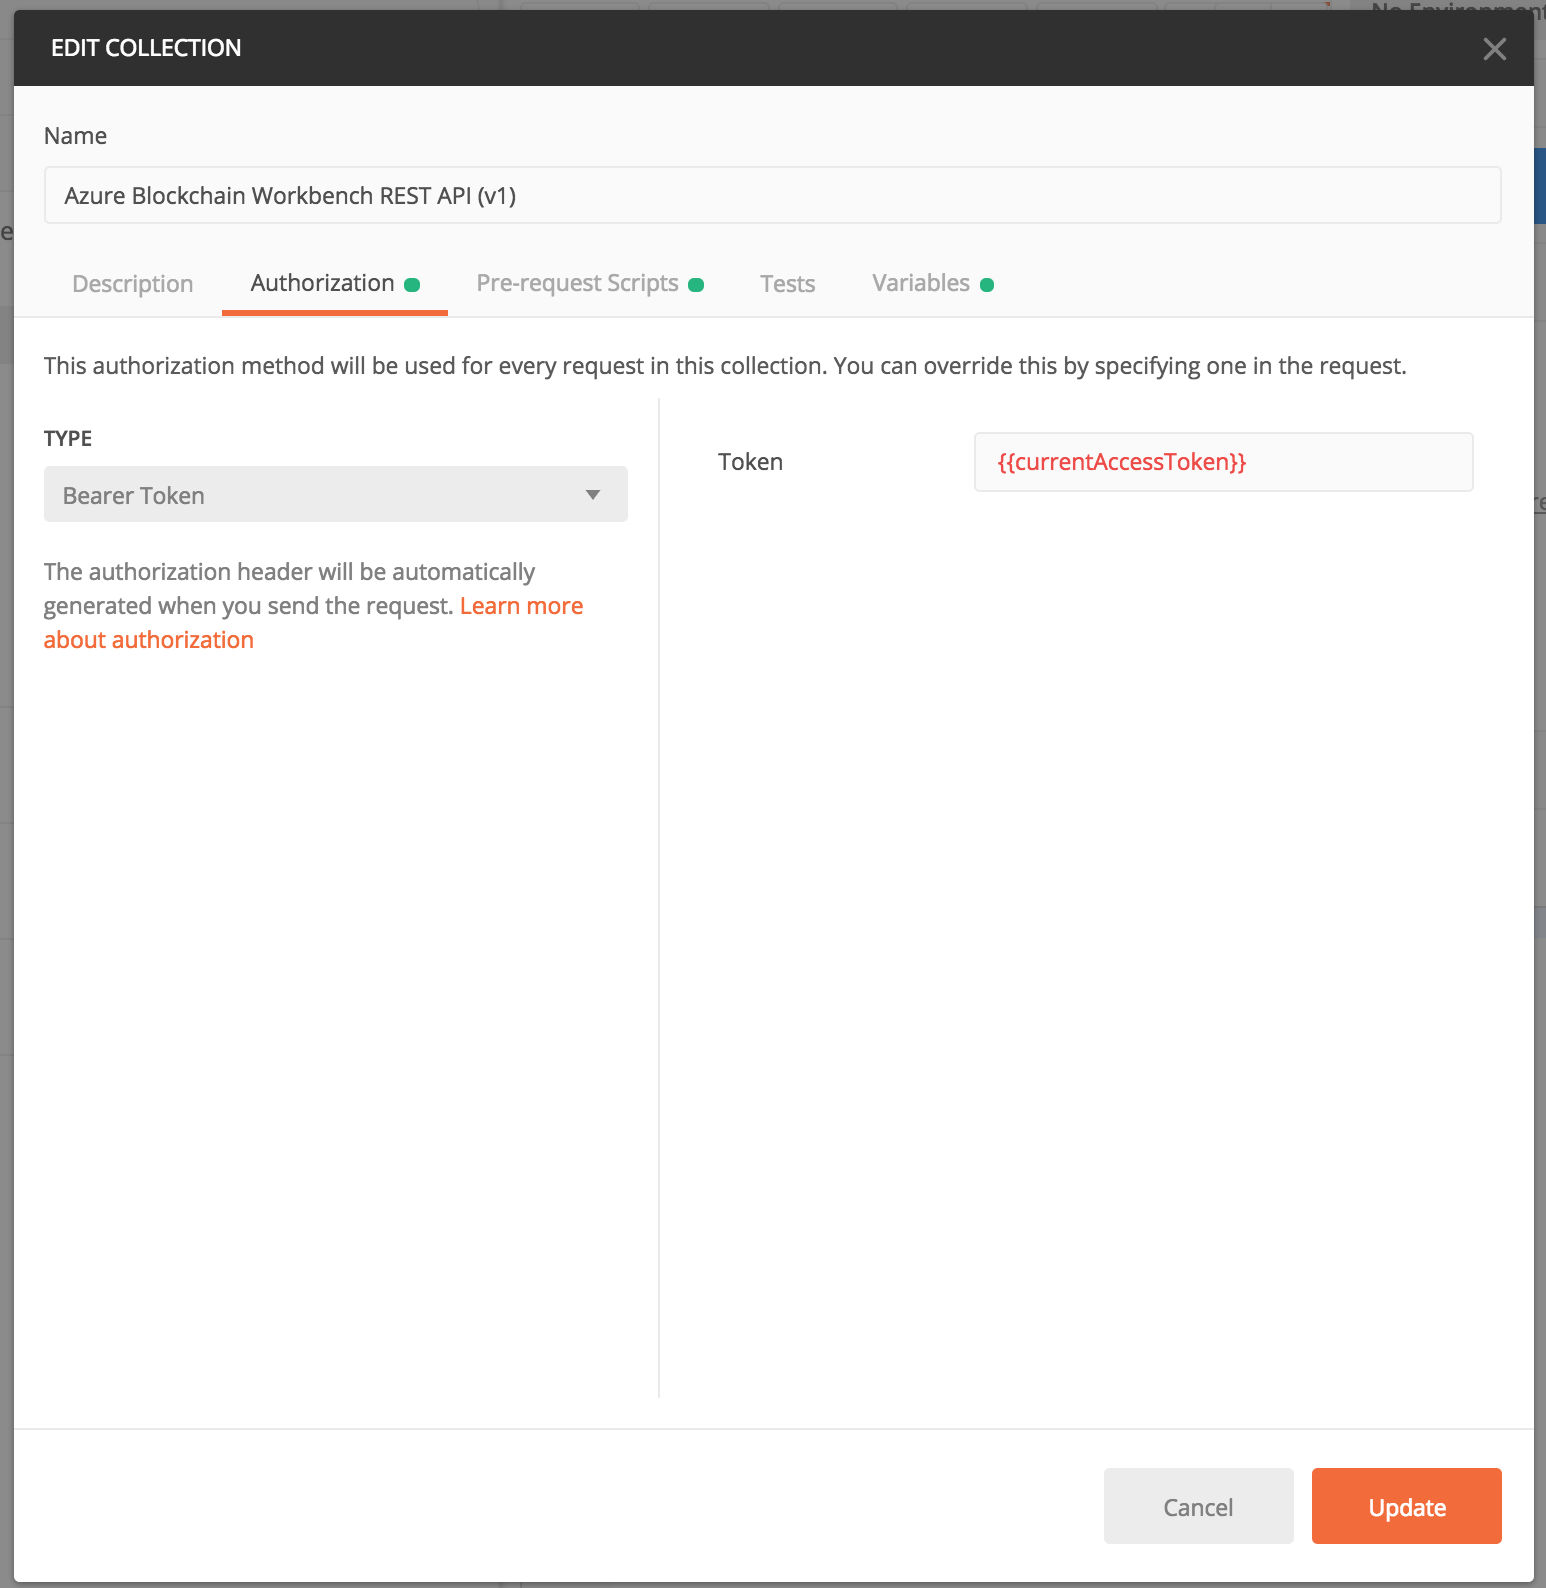 No Environment
EDIT COLLECTION
Name
Azure Blockchain Workbench REST API (v1)
Description
Authorization
Pre-request Scripts
Tests
Variables
This authorization method will be used for every request in this collection. You can override this by specifying one in the request.
TYPE
Bearer Token
The authorization header will be automatically
generated when you send the request. Learn more
about authorization
Token
{{currentAccessToken}}
Cancel
Update